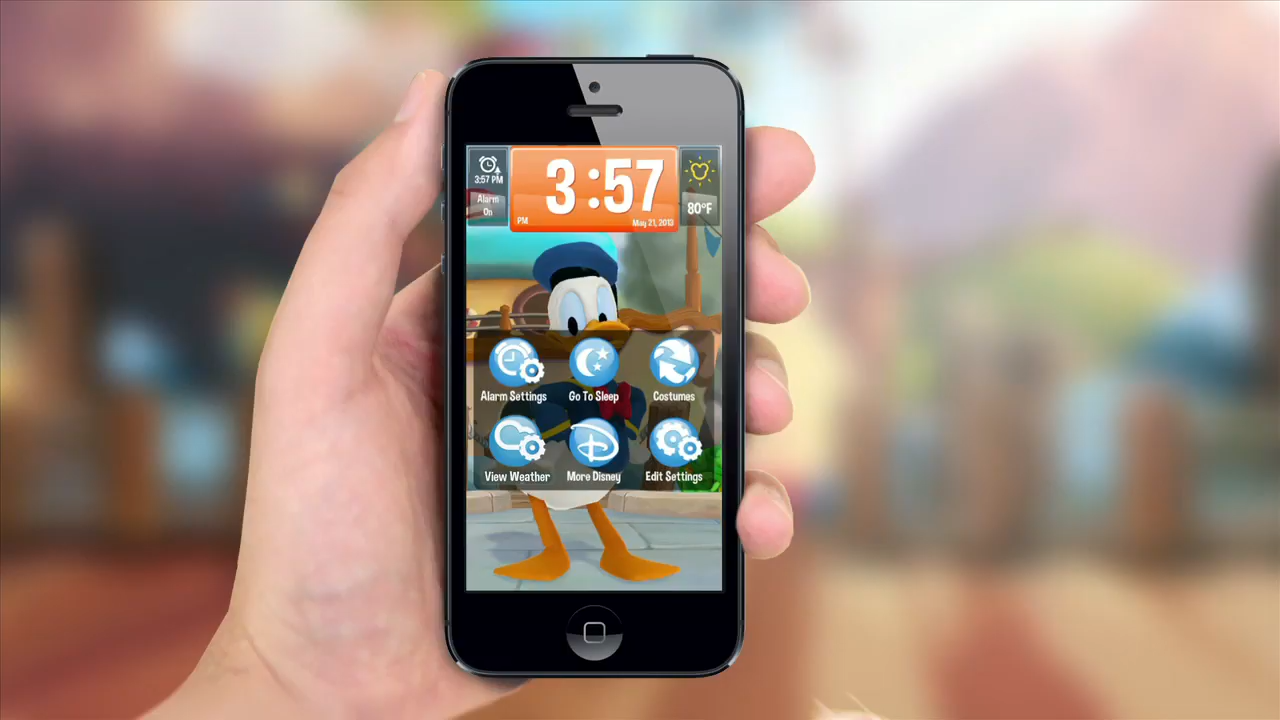 3:57 PM
Alarm
On
3:57
PM
May 21, 2013
80°F
Alarm Settings
Go To Sleep
Costumes
View Weather
More Disney
Edit Settings